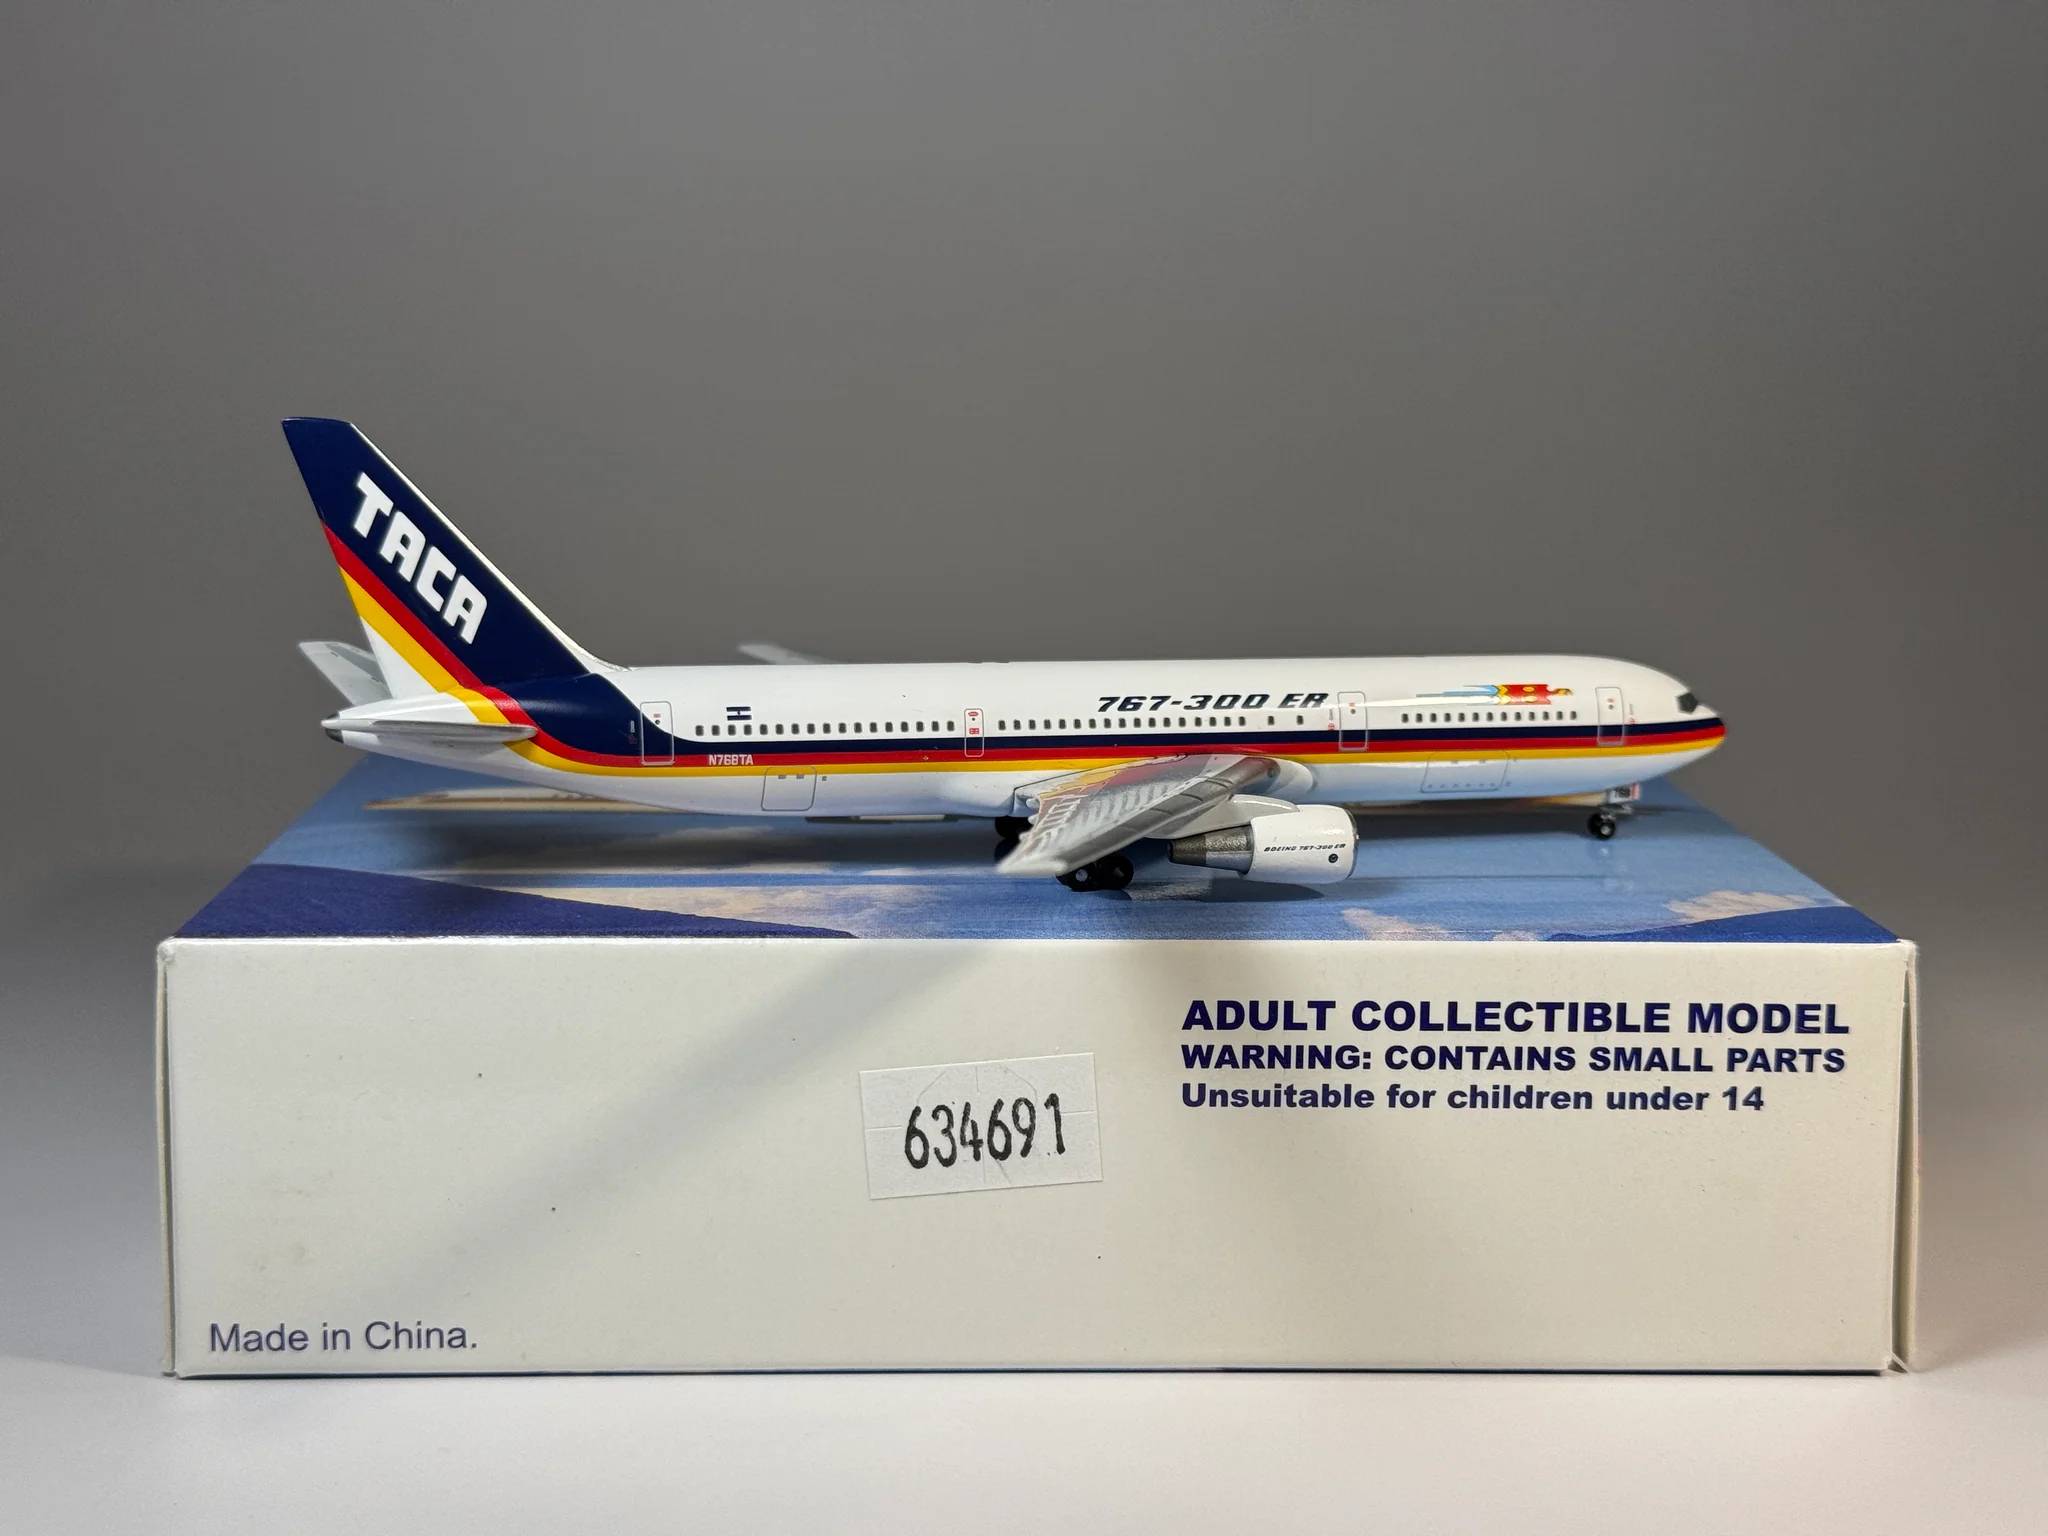 TACA
767-300 ER
N768TA
BOEING 767-300 ER
ADULT COLLECTIBLE MODEL
WARNING: CONTAINS SMALL PARTS
Unsuitable for children under 14
634691
Made in China.